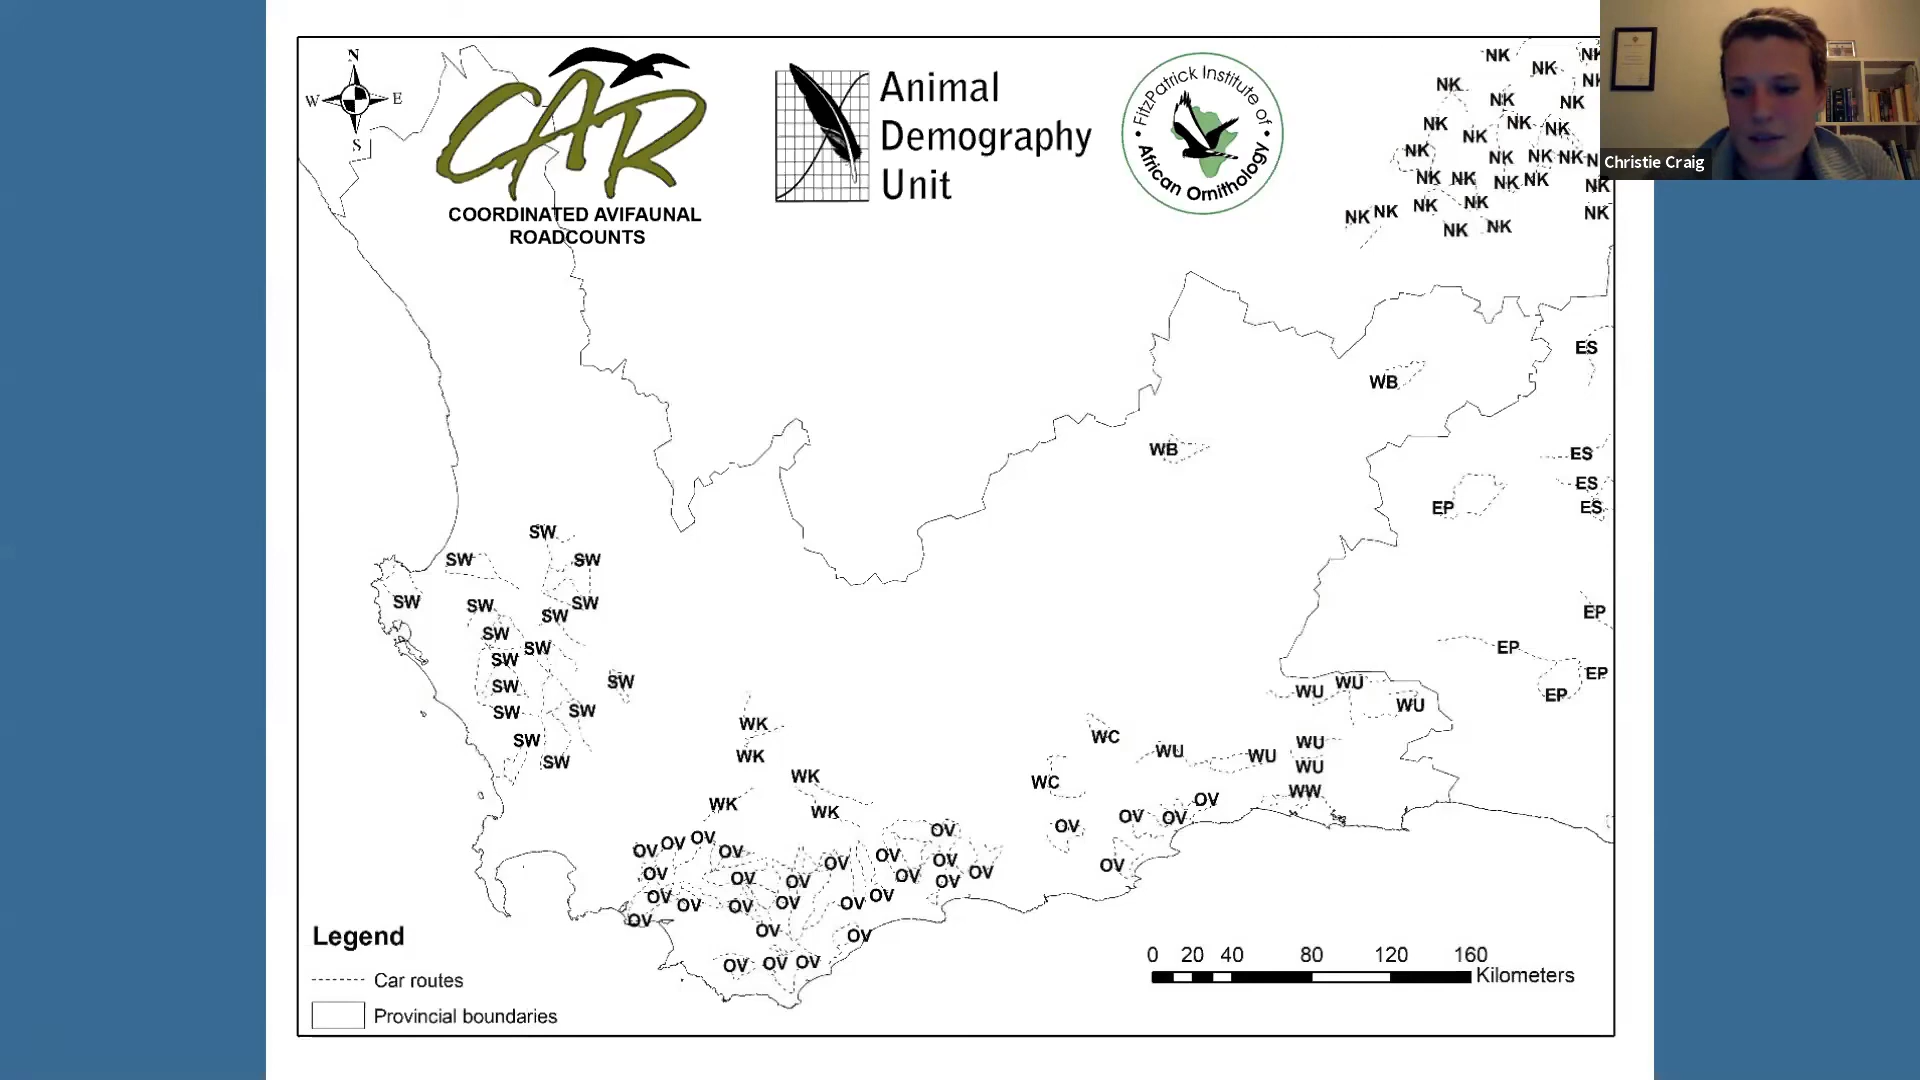 N
W E
S
CAR
COORDINATED AVIFAUNAL
ROADCOUNTS
Animal
Demography
Unit
• FitzPatrick Institute of •
African Ornithology
Christie Craig
NK NK
NK
NK NK
NK NK
NK NK NK
NK
NK NK NK NK N
NK NK NK NK NK
NK NK NK NK NK
NK NK
ES
WB
WB
ES
ES
EP ES
SW
SW SW
SW SW SW
SW EP
SW SW
SW EP
SW SW EP
SW SW SW EP
WU WU
WU
WK
SW WC WU
WK WU WU
SW WK WC WU
WK WK WW
OV
OV OV OV
OV OV OV
OV OV OV OV OV
OV OV OV OV OV
OV OV OV OV OV
OV OV OV OV OV OV
OV OV OV
OV OV OV
Legend
Car routes
Provincial boundaries
0 20 40 80 120 160
Kilometers